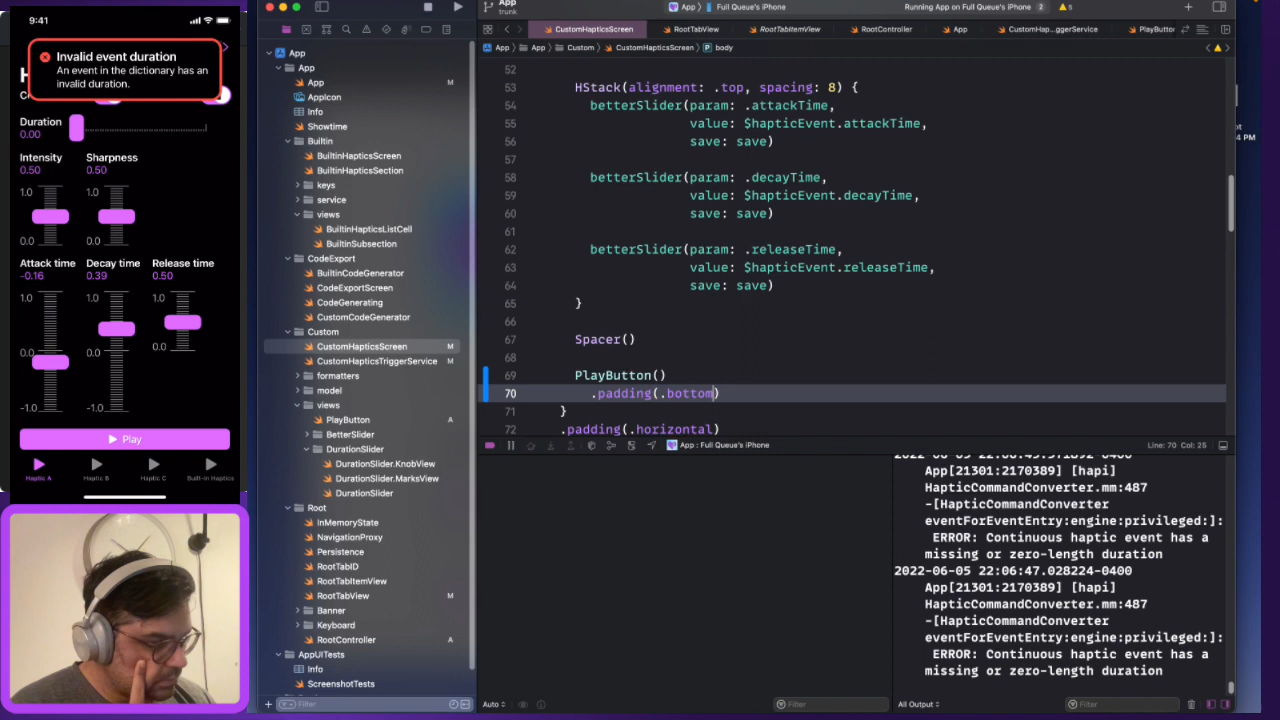 9:41
Invalid event duration
An event in the dictionary has an
invalid duration.
Duration
0.00
Intensity
0.50
Sharpness
0.50
1.0
0.0
1.0
0.0
Attack time
-0.16
Decay time
0.39
Release time
0.50
1.0
0.0
-1.0
1.0
0.0
-1.0
1.0
0.0
Play
Haptic A
Haptic B
Haptic C
Built-in Haptics
App
App
App M
AppIcon
Info
Showtime
Builtin
BuiltinHapticsScreen
BuiltinHapticsSection
keys
service
views
BuiltinHapticsListCell
BuiltinSubsection
CodeExport
BuiltinCodeGenerator
CodeExportScreen
CodeGenerating
CustomCodeGenerator
Custom
CustomHapticsScreen M
CustomHapticsTriggerService M
formatters
model
views
PlayButton A
BetterSlider
DurationSlider
DurationSlider.KnobView
DurationSlider.MarksView
DurationSlider
Root
InMemoryState
NavigationProxy
Persistence
RootTabID
RootTabItemView
RootTabView M
Banner
Keyboard
RootController A
AppUITests
Info
ScreenshotTests
Filter
App
trunk
App
Full Queue's iPhone
Running App on Full Queue's iPhone 2 5
CustomHapticsScreen
RootTabView
RootTabItemView
RootController
App
CustomHap...ggerService
PlayButto
App
App
Custom
CustomHapticsScreen
P body
52
53 HStack(alignment: .top, spacing: 8) {
54 betterSlider(param: .attackTime,
55 value: $hapticEvent.attackTime,
56 save: save)
57
58 betterSlider(param: .decayTime,
59 value: $hapticEvent.decayTime,
60 save: save)
61
62 betterSlider(param: .releaseTime,
63 value: $hapticEvent.releaseTime,
64 save: save)
65 }
66
67 Spacer()
68
69 PlayButton()
70 .padding(.bottom)
71 }
72 .padding(.horizontal)
App : Full Queue's iPhone
Line: 70 Col: 25
App[21301:2170389] [hapi]
HapticCommandConverter.mm:487
-[HapticCommandConverter
eventForEventEntry:engine:privileged:]:
ERROR: Continuous haptic event has a
missing or zero-length duration
2022-06-05 22:06:47.028224-0400
App[21301:2170389] [hapi]
HapticCommandConverter.mm:487
-[HapticCommandConverter
eventForEventEntry:engine:privileged:]:
ERROR: Continuous haptic event has a
missing or zero-length duration
Auto
Filter
All Output
Filter